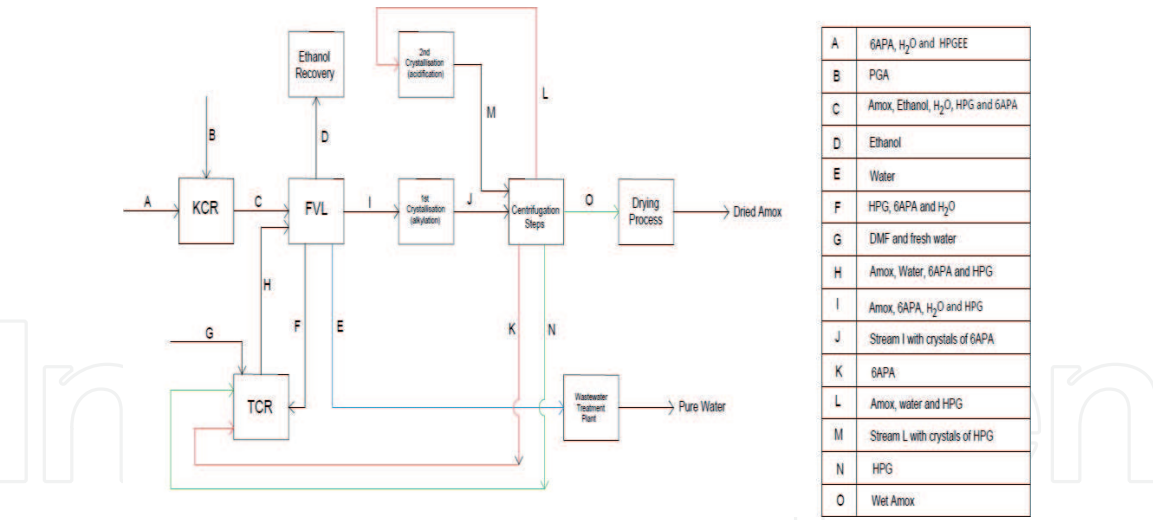 Ethanol
Recovery
2nd
Crystallisation
(acidification)
L
M
B
D
A
KCR
C
FVL
I
1st
Crystallisation
(alkylation)
J
Centrifugation
Steps
O
Drying
Process
Dried Amox
H
F
E
K
N
G
TCR
Wastewater
Treatment
Plant
Pure Water
A 6APA, H2O and HPGEE
B PGA
C Amox, Ethanol, H2O, HPG and 6APA
D Ethanol
E Water
F HPG, 6APA and H2O
G DMF and fresh water
H Amox, Water, 6APA and HPG
I Amox, 6APA, H2O and HPG
J Stream I with crystals of 6APA
K 6APA
L Amox, water and HPG
M Stream L with crystals of HPG
N HPG
O Wet Amox